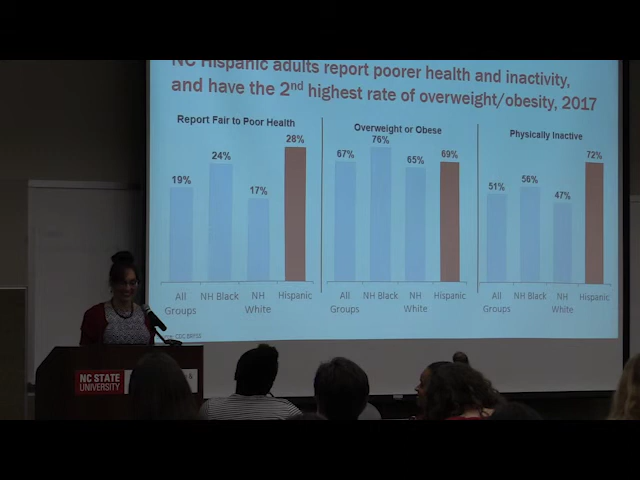 NC Hispanic adults report poorer health and inactivity,
and have the 2nd highest rate of overweight/obesity, 2017
Report Fair to Poor Health
19%
24%
17%
28%
All Groups
NH Black
NH White
Hispanic
Overweight or Obese
67%
76%
65%
69%
All Groups
NH Black
NH White
Hispanic
Physically Inactive
51%
56%
47%
72%
All Groups
NH Black
NH White
Hispanic
CDC BRFSS
NC STATE
UNIVERSITY